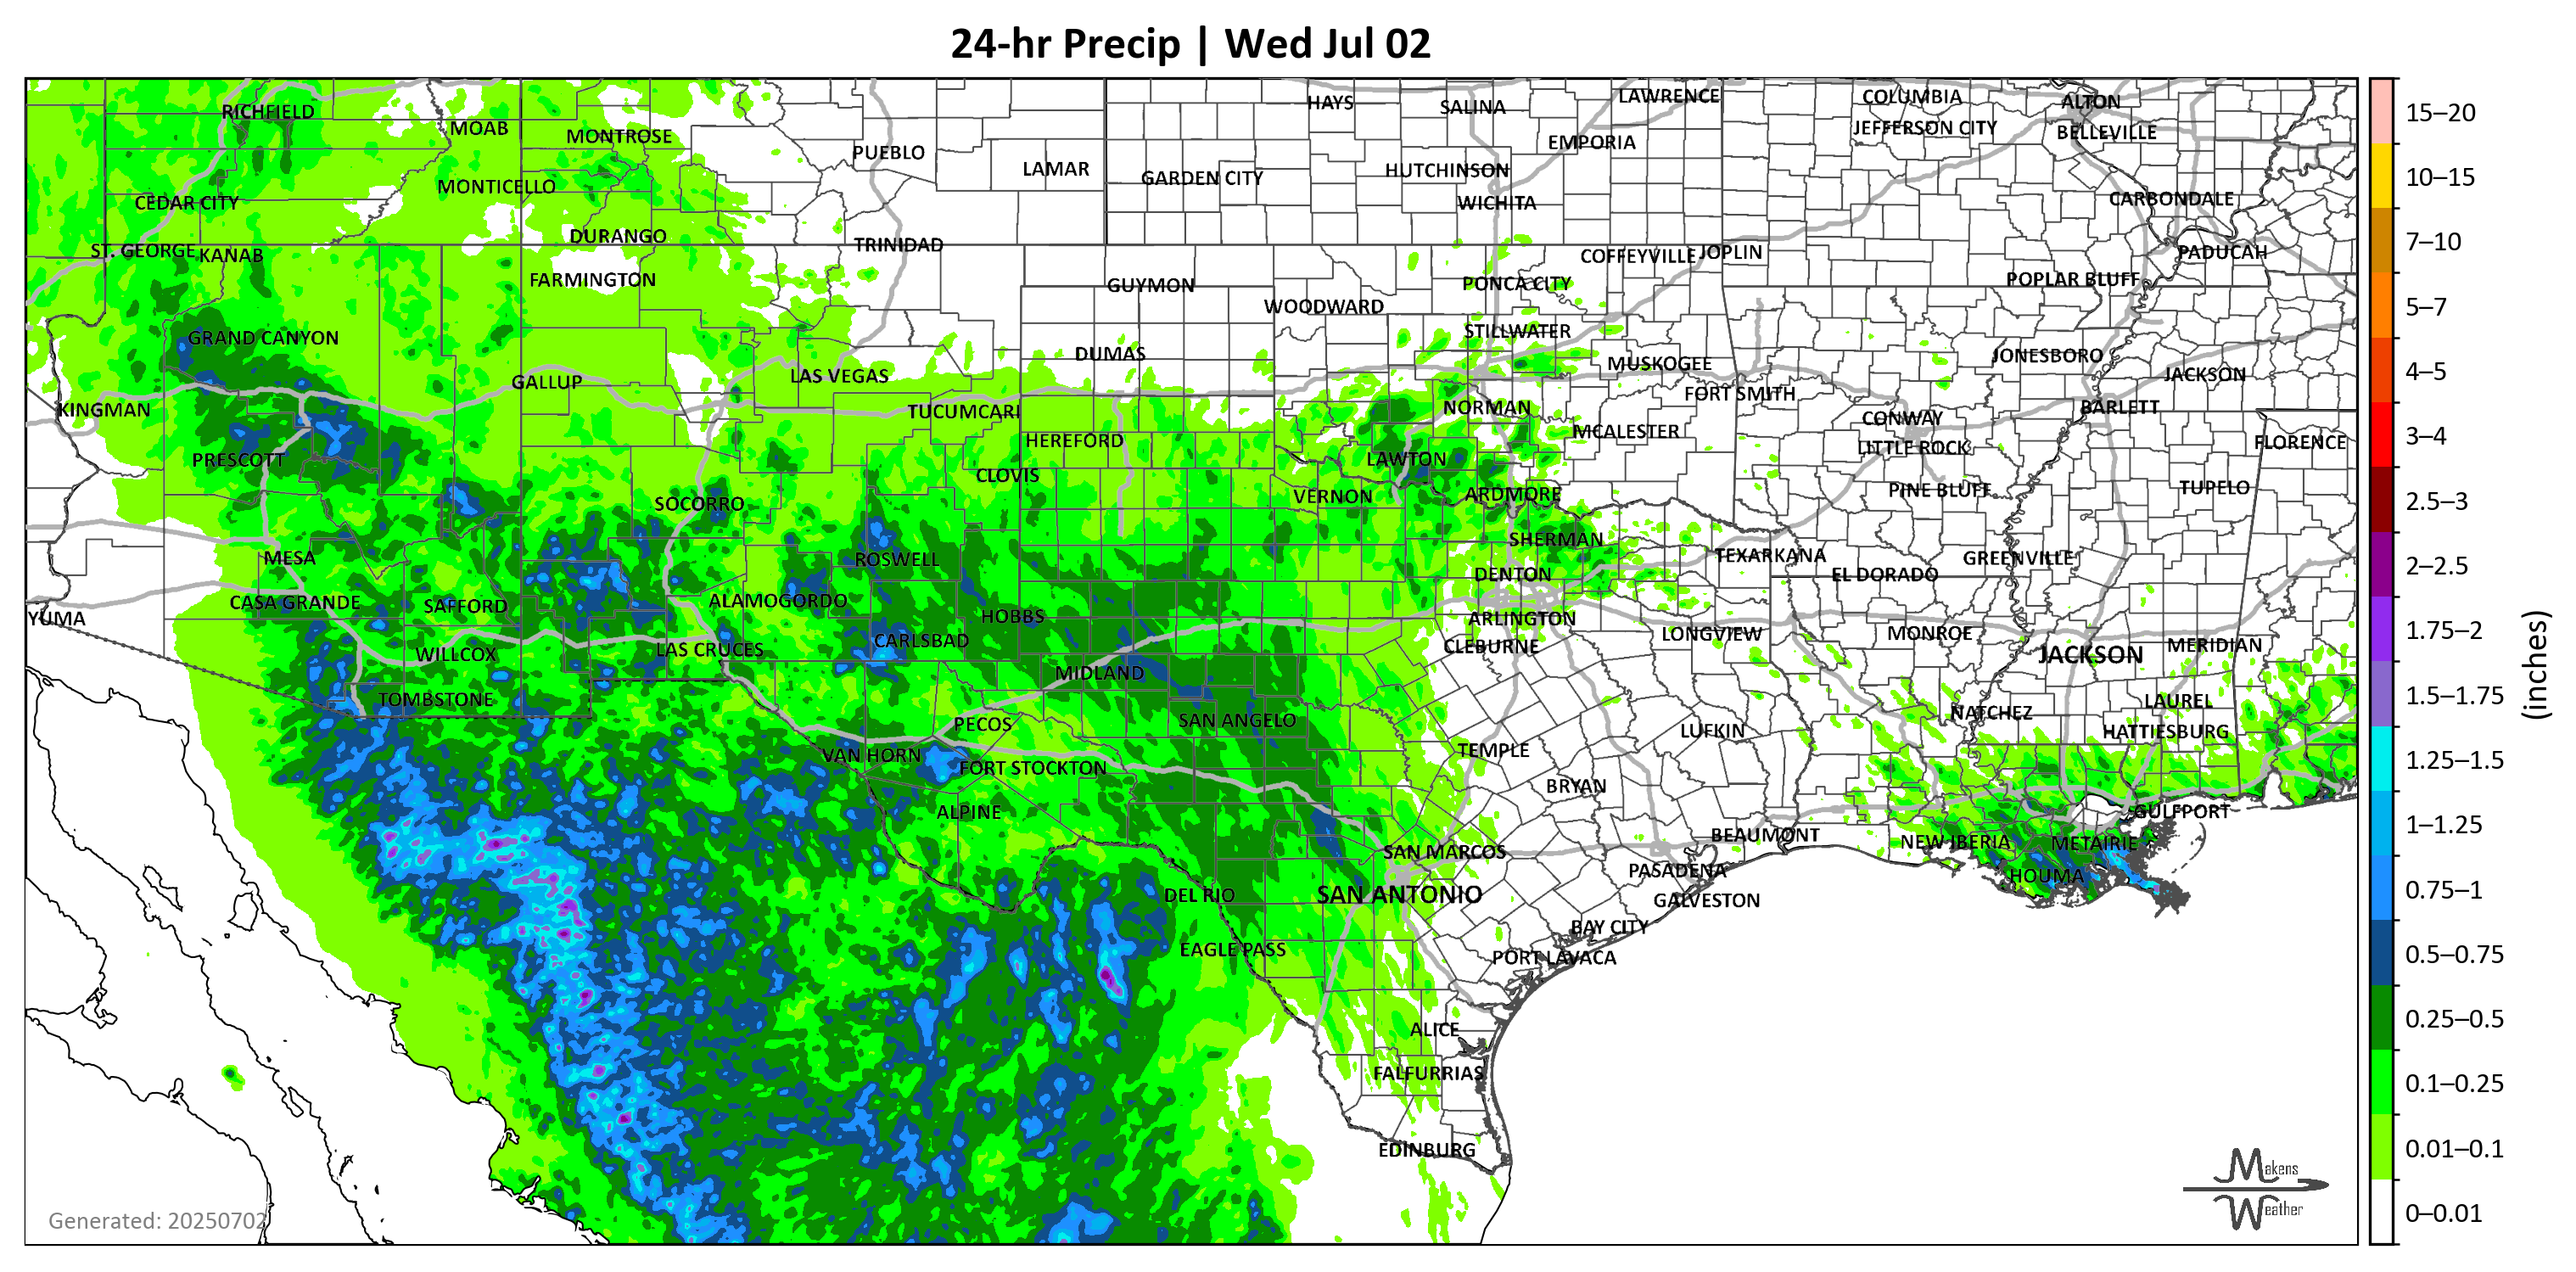 24-hr Precip | Wed Jul 02
RICHFIELD
MOAB
MONTROSE
PUEBLO
LAMAR
HAYS
SALINA
LAWRENCE
COLUMBIA
ALTON
JEFFERSON CITY
BELLEVILLE
EMPORIA
GARDEN CITY
HUTCHINSON
WICHITA
CEDAR CITY
MONTICELLO
CARBONDALE
ST. GEORGE
KANAB
DURANGO
TRINIDAD
COFFEYVILLE
JOPLIN
PADUCAH
FARMINGTON
GUYMON
WOODWARD
PONCA CITY
POPLAR BLUFF
GRAND CANYON
DUMAS
STILLWATER
MUSKOGEE
JONESBORO
JACKSON
KINGMAN
GALLUP
LAS VEGAS
TUCUMCARI
NORMAN
FORT SMITH
CONWAY
BARLETT
PRESCOTT
HEREFORD
CLOVIS
LAWTON
MCALESTER
LITTLE ROCK
FLORENCE
SOCORRO
VERNON
ARDMORE
PINE BLUFF
TUPELO
MESA
ROSWELL
SHERMAN
TEXARKANA
GREENVILLE
DENTON
EL DORADO
YUMA
CASA GRANDE
SAFFORD
ALAMOGORDO
HOBBS
ARLINGTON
WILLCOX
LAS CRUCES
CARLSBAD
CLEBURNE
LONGVIEW
MONROE
JACKSON
MERIDIAN
TOMBSTONE
MIDLAND
PECOS
SAN ANGELO
NATCHEZ
LAUREL
HATTIESBURG
VAN HORN
FORT STOCKTON
TEMPLE
LUFKIN
ALPINE
BRYAN
GULFPORT
SAN MARCOS
BEAUMONT
NEW IBERIA
METAIRIE
DEL RIO
SAN ANTONIO
PASADENA
GALVESTON
HOUMA
EAGLE PASS
BAY CITY
PORT LAVACA
ALICE
FALFURRIAS
EDINBURG
Generated: 20250702
Makens
Weather
15–20
10–15
7–10
5–7
4–5
3–4
2.5–3
2–2.5
1.75–2
1.5–1.75
1.25–1.5
1–1.25
0.75–1
0.5–0.75
0.25–0.5
0.1–0.25
0.01–0.1
0–0.01
(inches)